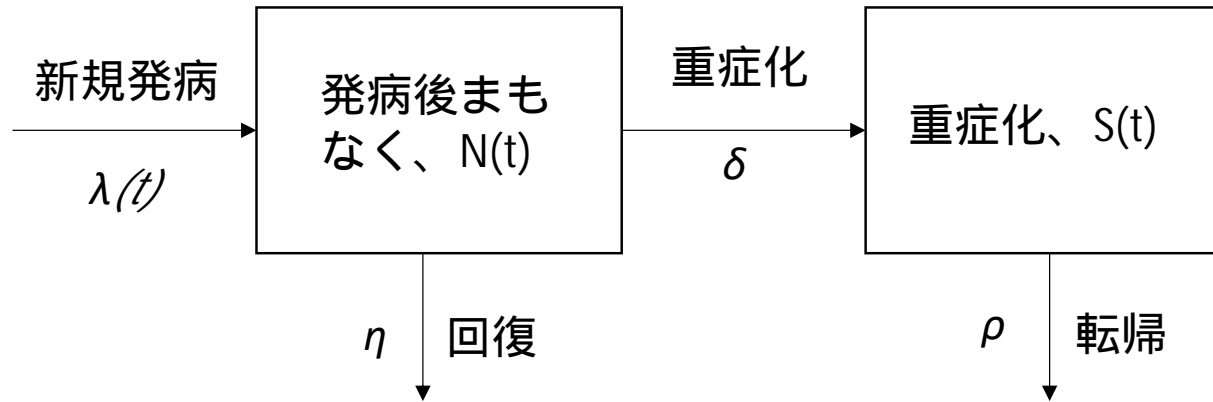 新規発病
λ(t)
発病後まも
なく、N(t)
重症化
δ
重症化、S(t)
η 回復
ρ 転帰